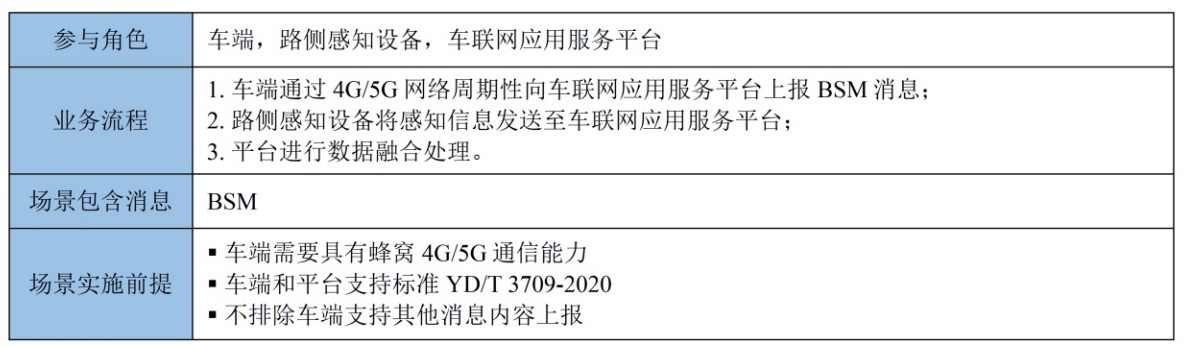 参与角色
车端，路侧感知设备，车联网应用服务平台
业务流程
1. 车端通过 4G/5G 网络周期性向车联网应用服务平台上报 BSM 消息；
2. 路侧感知设备将感知信息发送至车联网应用服务平台；
3. 平台进行数据融合处理。
场景包含消息
BSM
场景实施前提
▪ 车端需要具有蜂窝 4G/5G 通信能力
▪ 车端和平台支持标准 YD/T 3709-2020
▪ 不排除车端支持其他消息内容上报